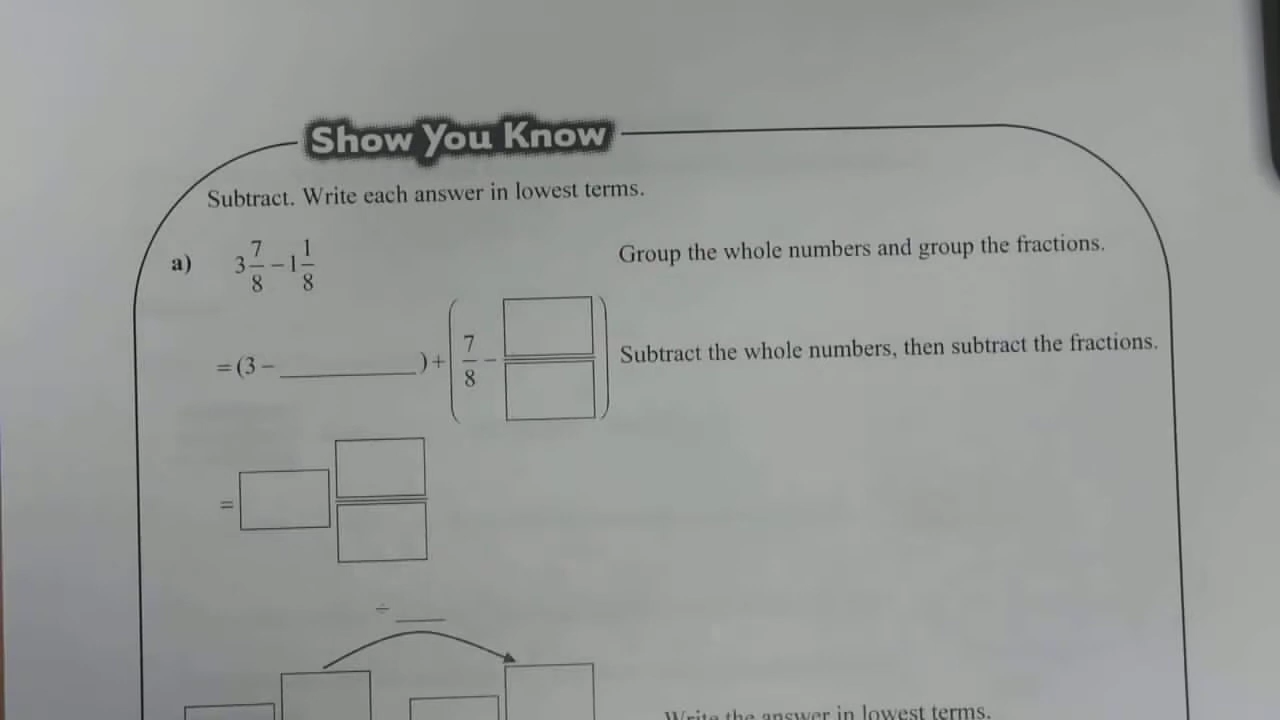 Show You Know
Subtract. Write each answer in lowest terms.
a) 3 7/8 − 1 1/8
Group the whole numbers and group the fractions.
= (3 − ________ ) + ( 7/8 − )
Subtract the whole numbers, then subtract the fractions.
=
÷ ___
Write the answer in lowest terms.